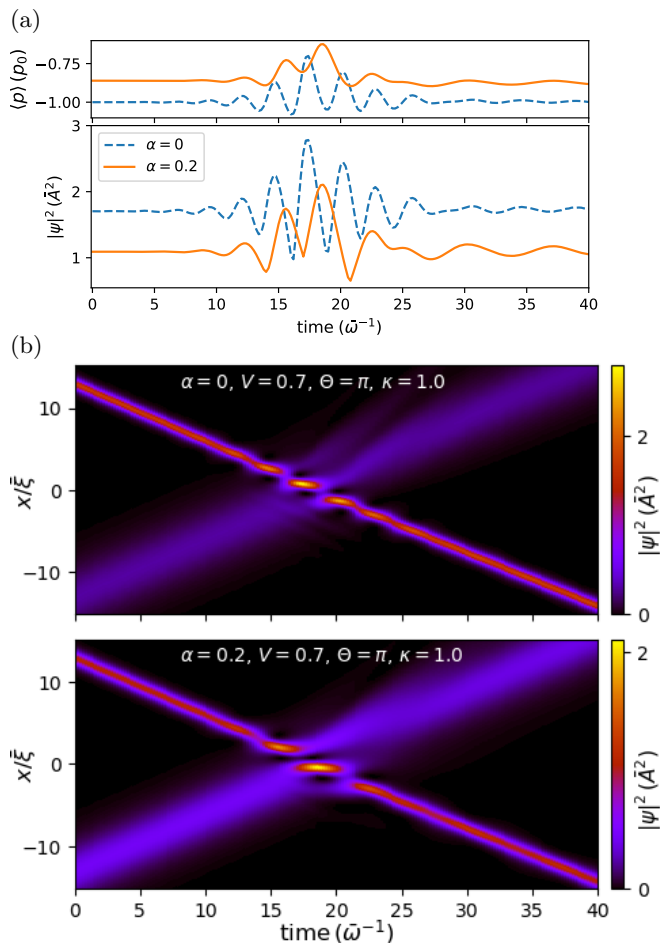 (a)
⟨p⟩ (p₀)
−0.75
−1.00
|ψ|² (Ā²)
3
2
1
α = 0
α = 0.2
0 5 10 15 20 25 30 35 40
time (ω̄⁻¹)
(b)
α = 0, V = 0.7, Θ = π, κ = 1.0
x/ξ̄
10
0
−10
|ψ|² (Ā²)
2
0
α = 0.2, V = 0.7, Θ = π, κ = 1.0
x/ξ̄
15
0
−15
|ψ|² (Ā²)
2
0
0 5 10 15 20 25 30 35 40
time (ω̄⁻¹)